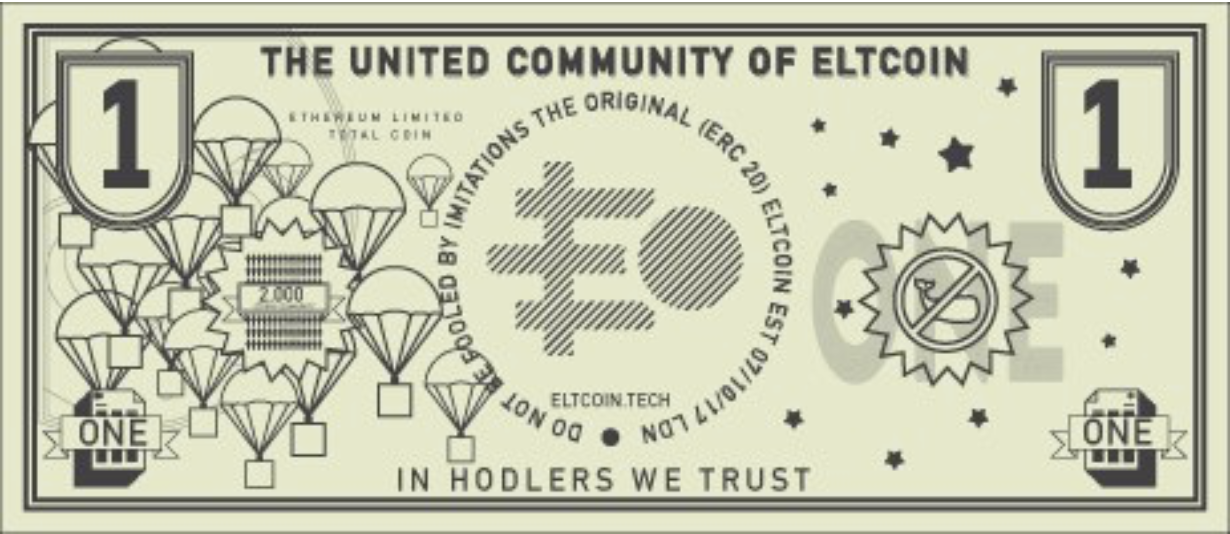 THE UNITED COMMUNITY OF ELTCOIN
1
1
ETHEREUM LIMITED
TOTAL COIN
DO NOT BE FOOLED BY IMITATIONS THE ORIGINAL (ERC 20) ELTCOIN EST 07/10/17 LDN
2,000
ONE
ELTCOIN.TECH
ONE
ONE
IN HODLERS WE TRUST